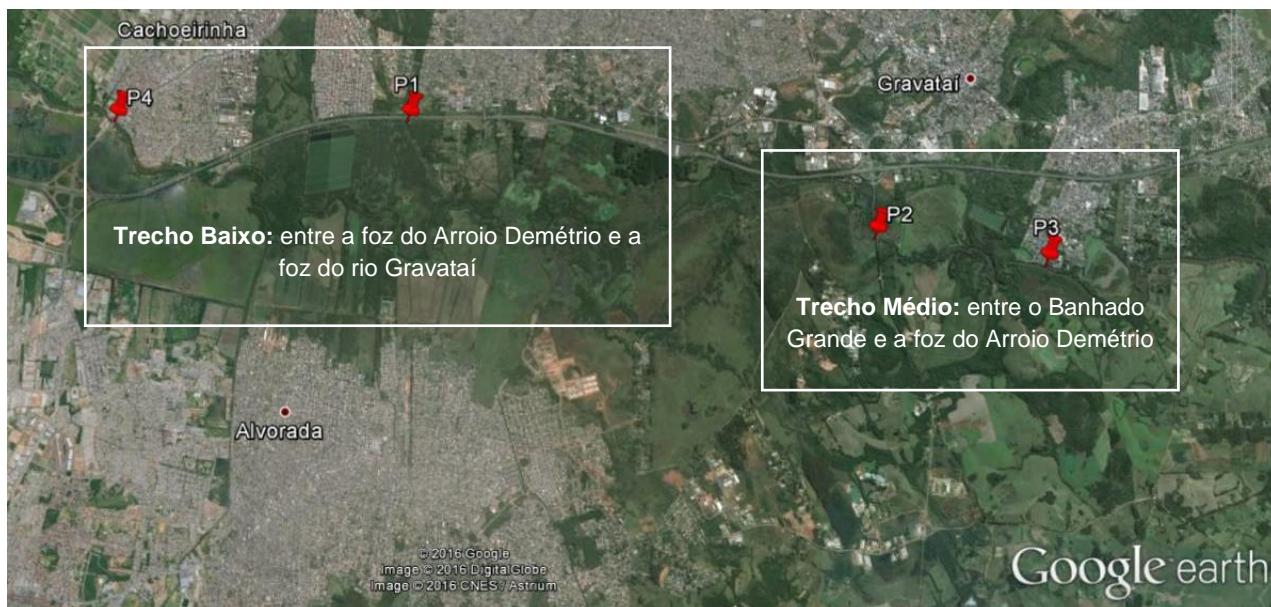 Cachoeirinha
P4
P1
Gravataí
Trecho Baixo: entre a foz do Arroio Demétrio e a
foz do rio Gravataí
P2
P3
Trecho Médio: entre o Banhado
Grande e a foz do Arroio Demétrio
Alvorada
© 2016 Google
Image © 2016 DigitalGlobe
Image © 2016 CNES / Astrium
Google earth